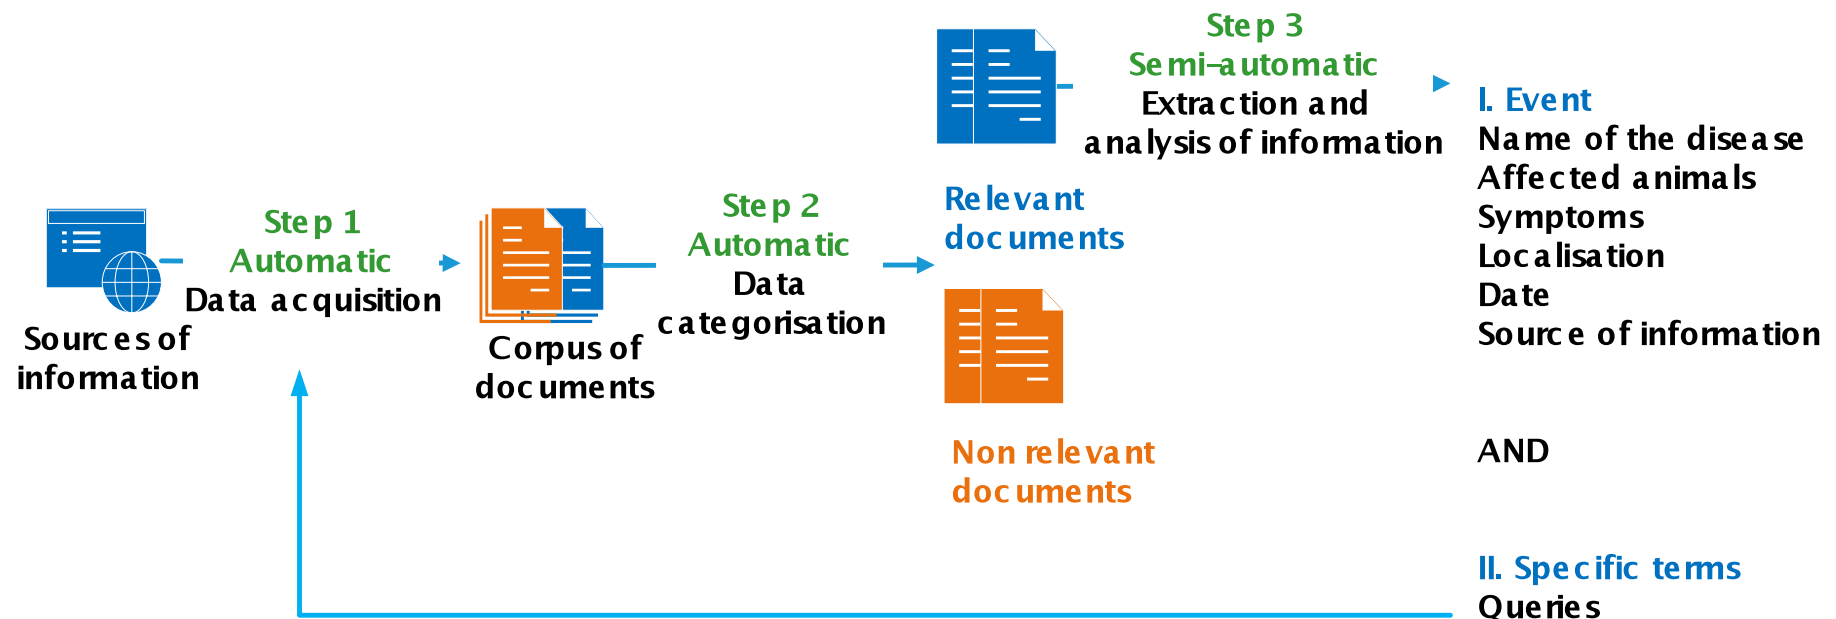 Sources of
information
Step 1
Automatic
Data acquisition
Corpus of
documents
Step 2
Automatic
Data
categorisation
Relevant
documents
Non relevant
documents
Step 3
Semi-automatic
Extraction and
analysis of information
I. Event
Name of the disease
Affected animals
Symptoms
Localisation
Date
Source of information
AND
II. Specific terms
Queries